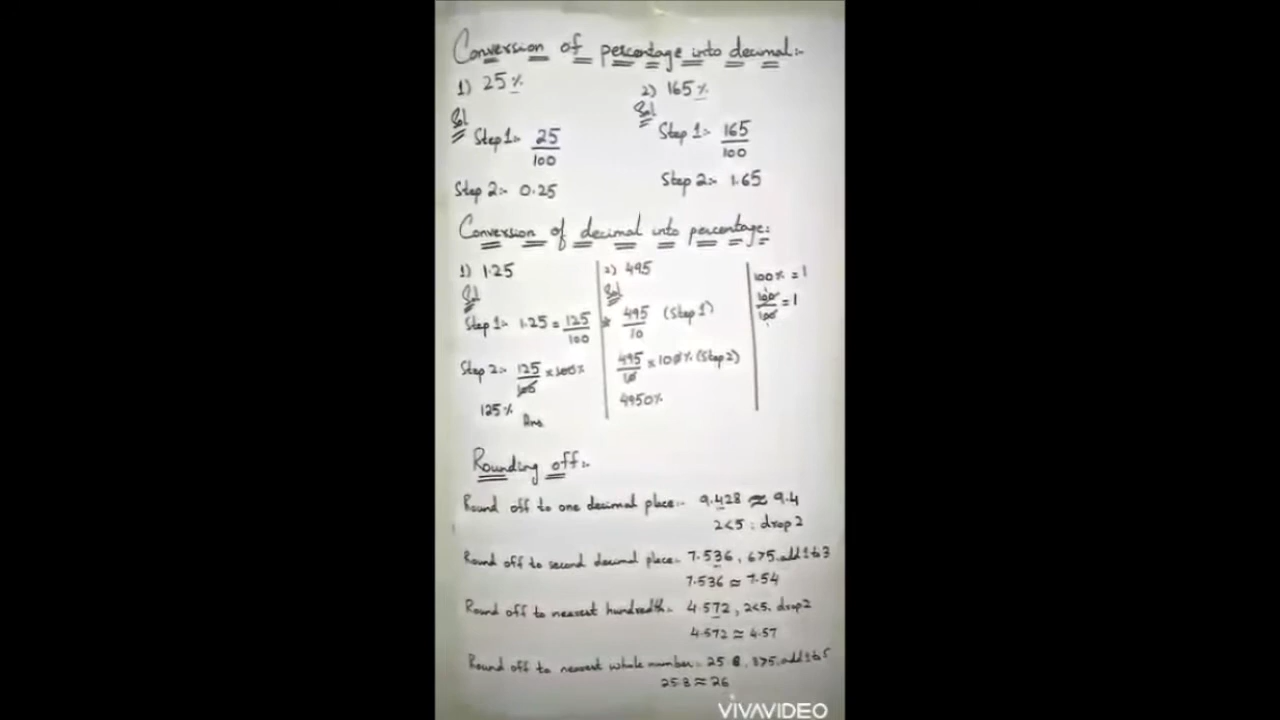 Conversion of percentage into decimal:-
1) 25%
2) 165%
Sol
Sol
Step 1:- 25/100
Step 1:- 165/100
Step 2:- 0.25
Step 2:- 1.65
Conversion of decimal into percentage:
1) 1.25
Sol
Step 1:- 1.25 = 125/100
Step 2:- 125/100 × 100%
125%
Ans
2) 495
Sol
* 495/10 (Step 1)
495/10 × 100% (Step 2)
4950%
100% = 1
100/100 = 1
Rounding off:-
Round off to one decimal place:- 9.428 ≈ 9.4
2<5 : drop 2
Round off to second decimal place:- 7.536, 6>5, add 1 to 3
7.536 ≈ 7.54
Round off to nearest hundredth:- 4.572, 2<5, drop 2
4.572 ≈ 4.57
Round off to nearest whole number:- 25.8, 8>5, add 1 to 5
25.8 ≈ 26
VIVAVIDEO